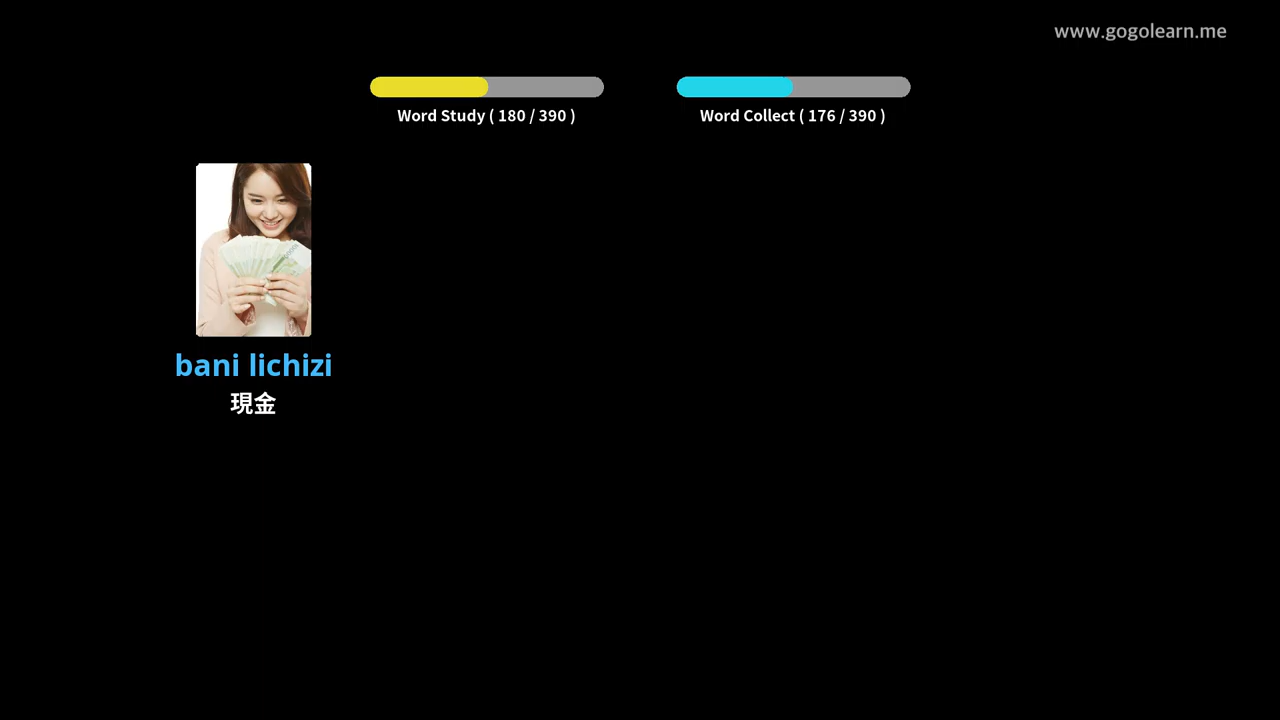 www.gogolearn.me
Word Study ( 180 / 390 )
Word Collect ( 176 / 390 )
bani lichizi
現金